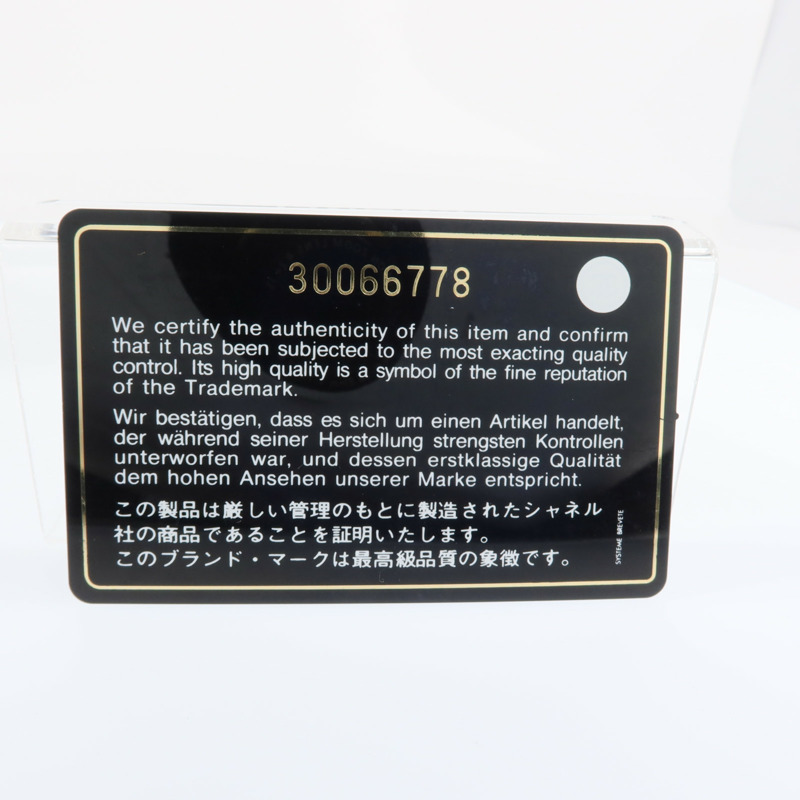 30066778
We certify the authenticity of this item and confirm
that it has been subjected to the most exacting quality
control. Its high quality is a symbol of the fine reputation
of the Trademark.
Wir bestätigen, dass es sich um einen Artikel handelt,
der während seiner Herstellung strengsten Kontrollen
unterworfen war, und dessen erstklassige Qualität
dem hohen Ansehen unserer Marke entspricht.
この製品は厳しい管理のもとに製造されたシャネル
社の商品であることを証明いたします。
このブランド・マークは最高級品質の象徴です。
SYSTEME BREVETE